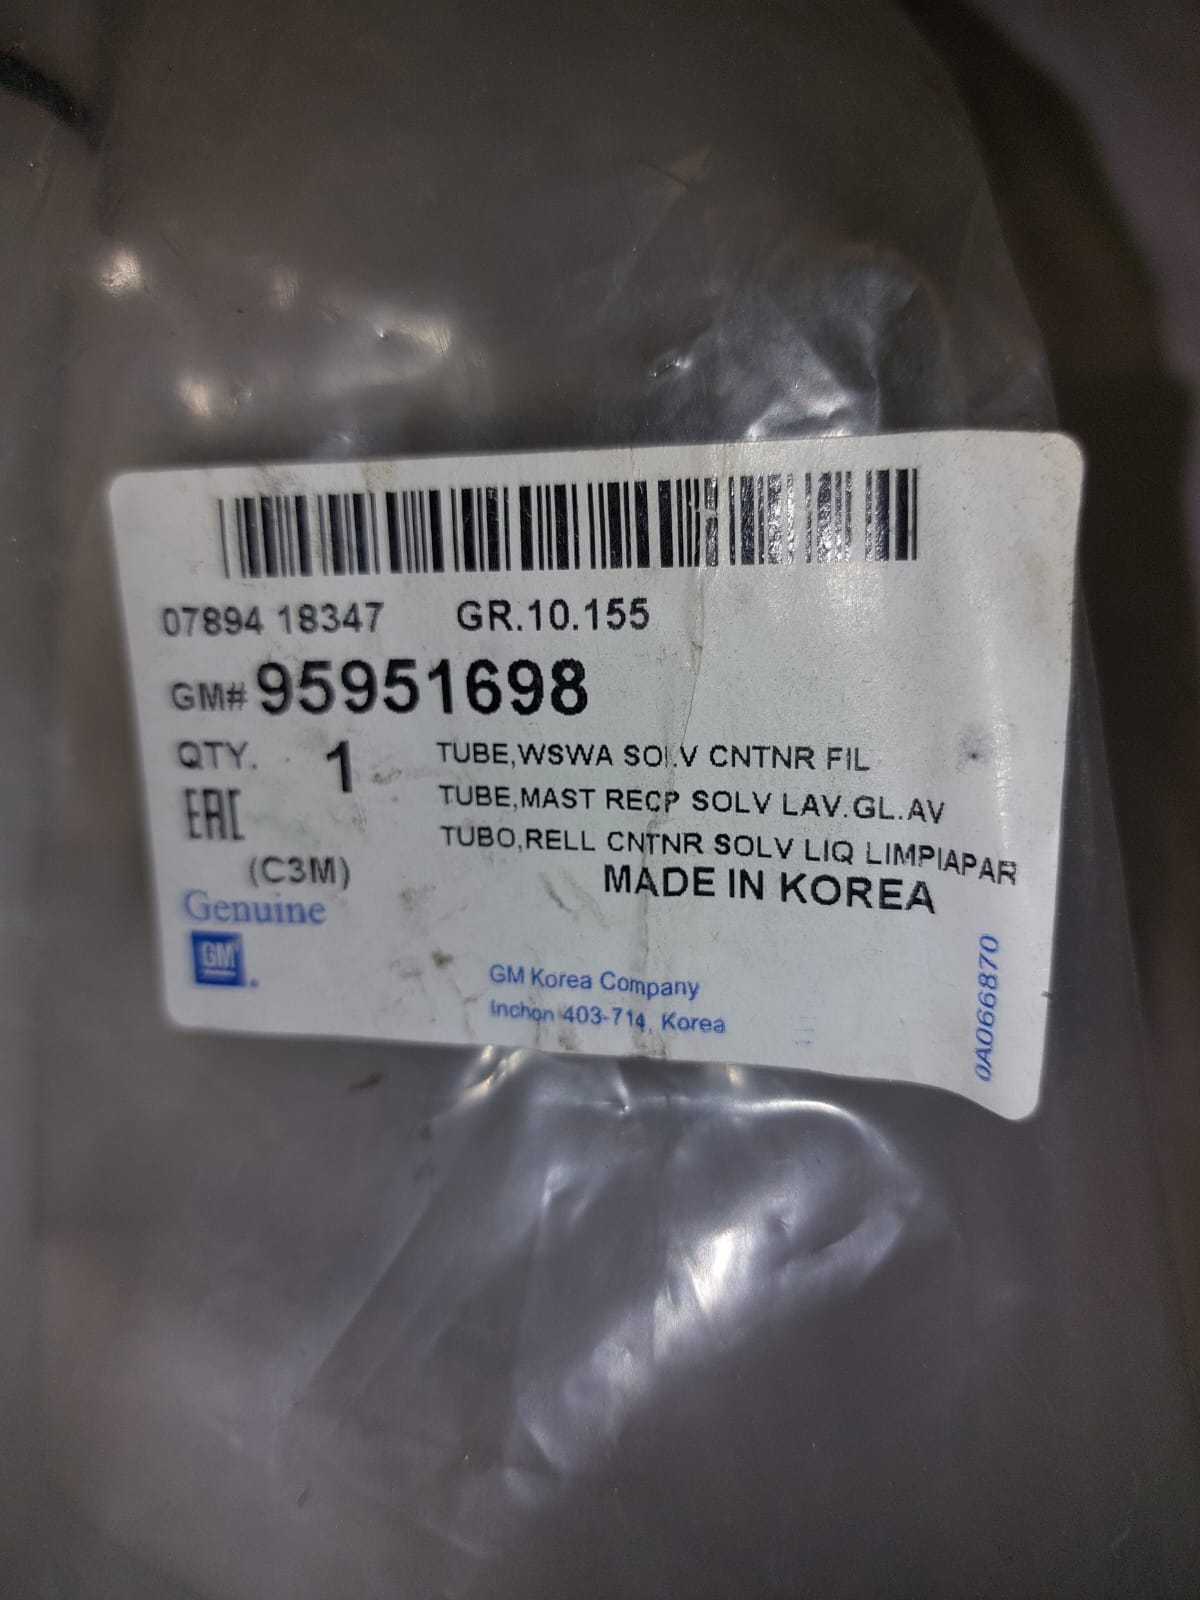 07894 18347 GR.10.155
GM# 95951698
QTY. 1
TUBE,WSWA SOLV CNTNR FIL
TUBE,MAST RECP SOLV LAV.GL.AV
TUBO,RELL CNTNR SOLV LIQ LIMPIAPAR
EAC
(C3M)
MADE IN KOREA
Genuine
GM
GM Korea Company
Inchon 403-714, Korea
0A066870